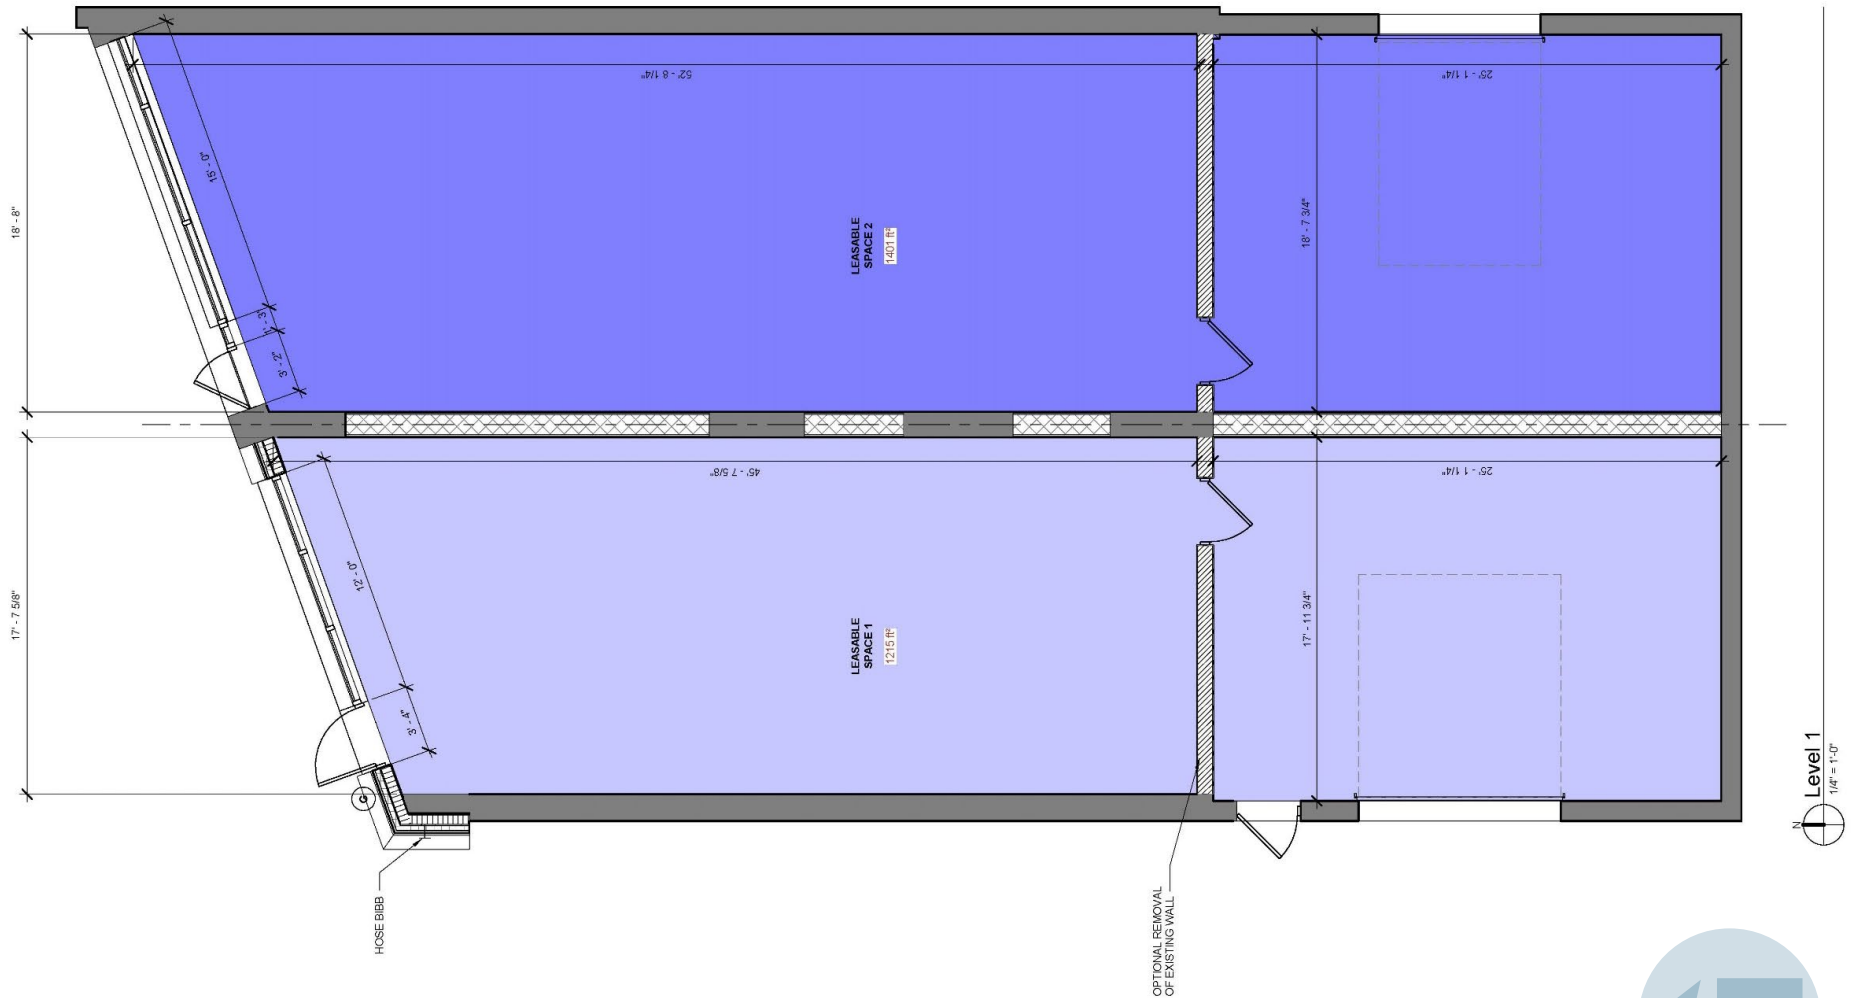 18' - 8"
17' - 7 5/8"
52' - 8 1/4"
25' - 1 1/4"
15' - 0"
1' - 3"
3' - 2"
LEASABLE
SPACE 2
1401 ft²
18' - 7 3/4"
45' - 7 5/8"
25' - 1 1/4"
12' - 0"
3' - 4"
LEASABLE
SPACE 1
1215 ft²
17' - 11 3/4"
G
HOSE BIBB
OPTIONAL REMOVAL
OF EXISTING WALL
N
Level 1
1/4" = 1'-0"